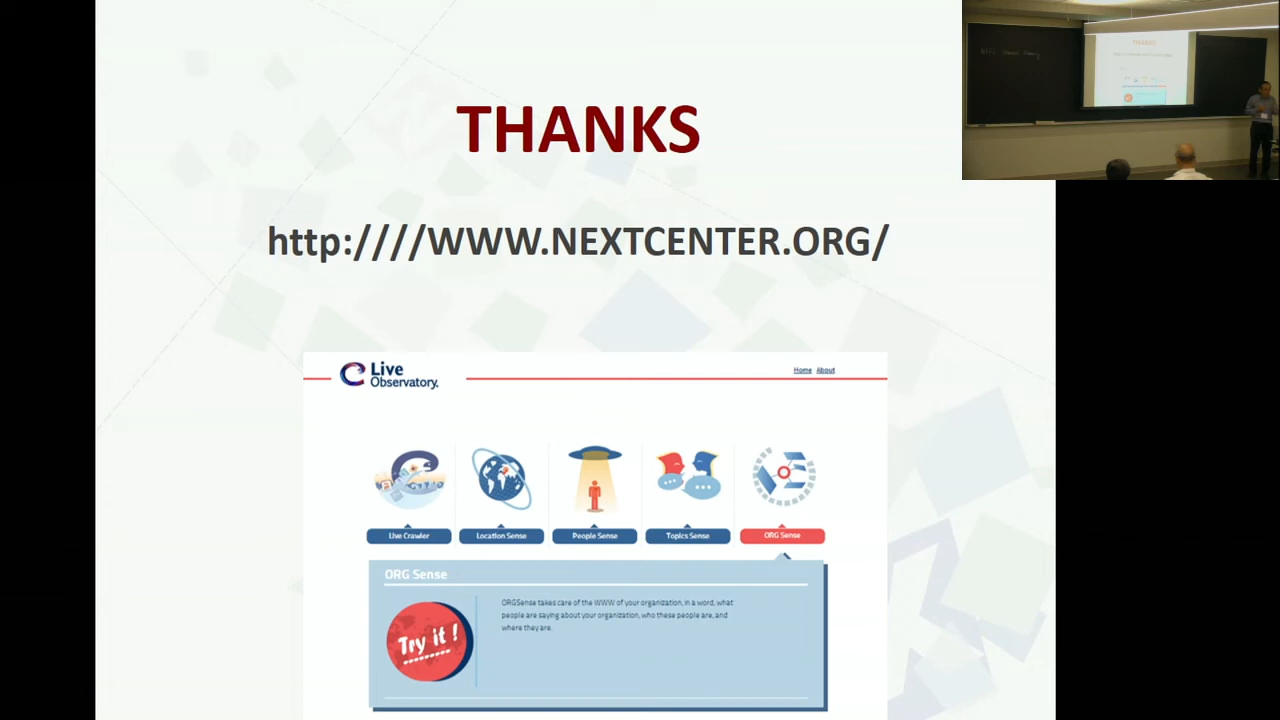 THANKS
http:////WWW.NEXTCENTER.ORG/
Live
Observatory.
Home About
Live Crawler
Location Sense
People Sense
Topics Sense
ORG Sense
ORG Sense
ORGSense takes care of the WWW of your organization, in a word, what
people are saying about your organization, who these people are, and
where they are.
Try it !
THANKS